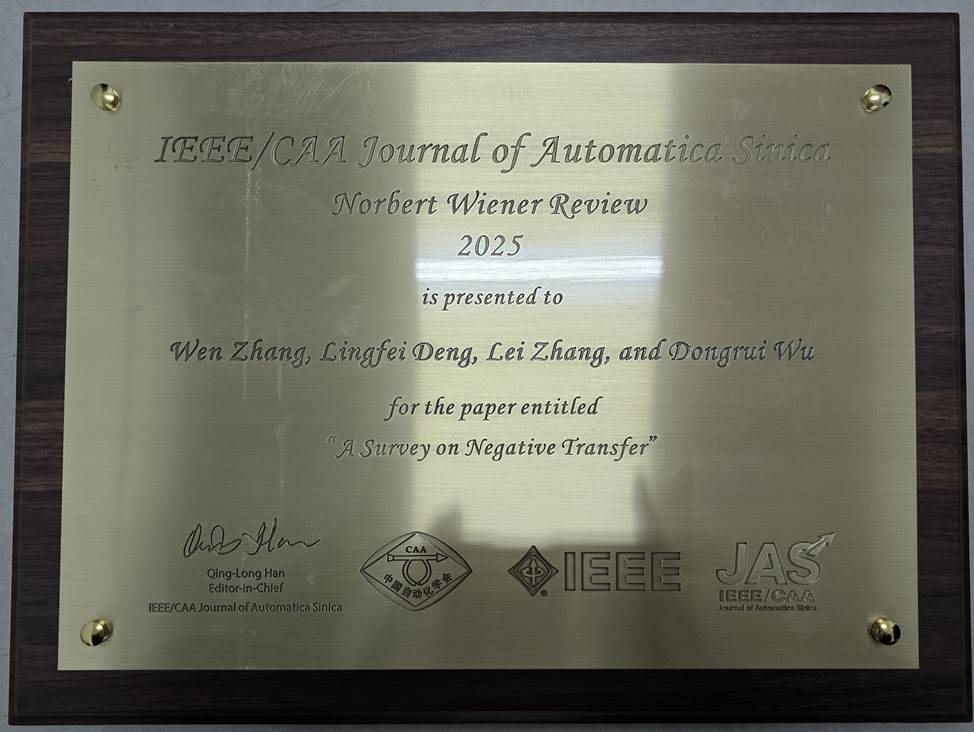 IEEE/CAA Journal of Automatica Sinica
Norbert Wiener Review
2025
is presented to
Wen Zhang, Lingfei Deng, Lei Zhang, and Dongrui Wu
for the paper entitled
“A Survey on Negative Transfer”
Qing-Long Han
Editor-in-Chief
IEEE/CAA Journal of Automatica Sinica
CAA
中国自动化学会
IEEE
®
JAS
IEEE/CAA
Journal of Automatica Sinica